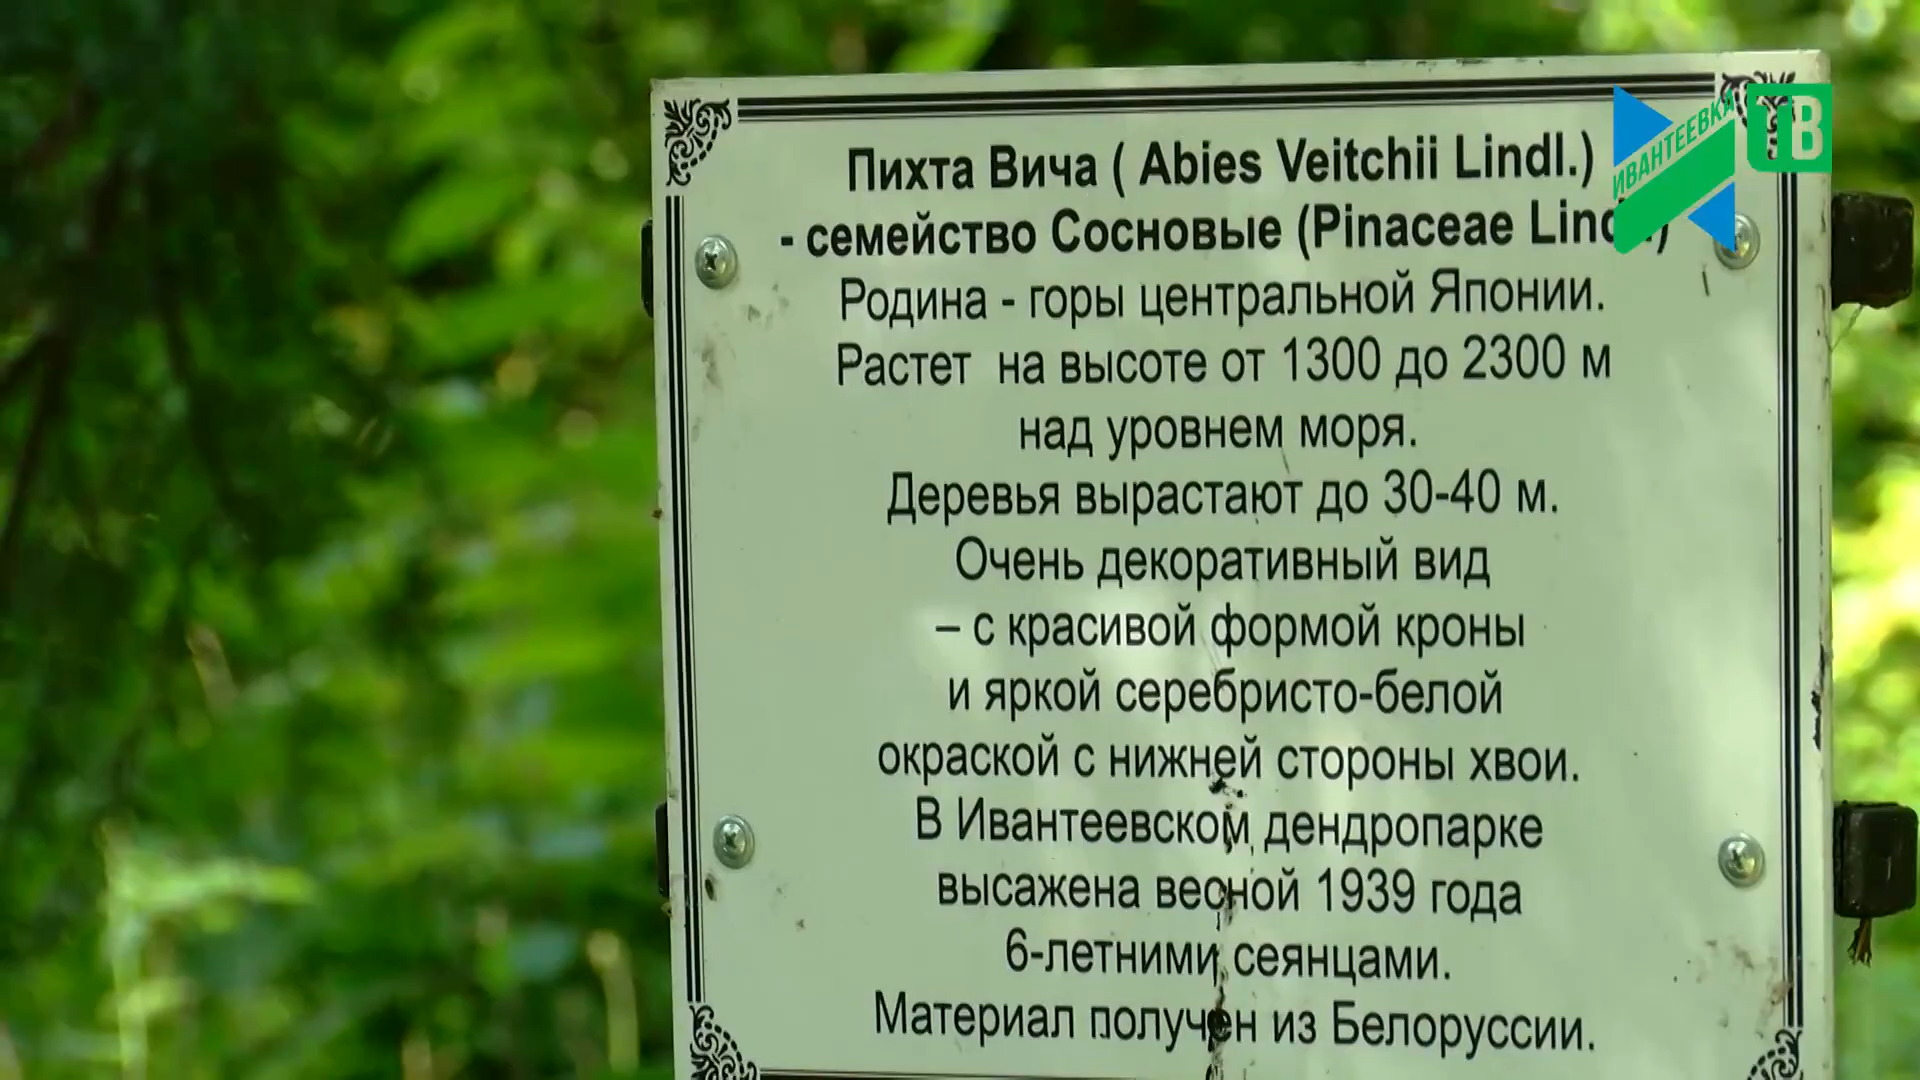 Пихта Вича ( Abies Veitchii Lindl.)
- семейство Сосновые (Pinaceae
Родина - горы центральной Японии.
Растет на высоте от 1300 до 2300 м
над уровнем моря.
Деревья вырастают до 30-40 м.
Очень декоративный вид
– с красивой формой кроны
и яркой серебристо-белой
окраской с нижней стороны хвои.
В Ивантеевском дендропарке
высажена весной 1939 года
6-летними сеянцами.
Материал получен из Белоруссии.
ИВАНТЕЕВКА ТВ